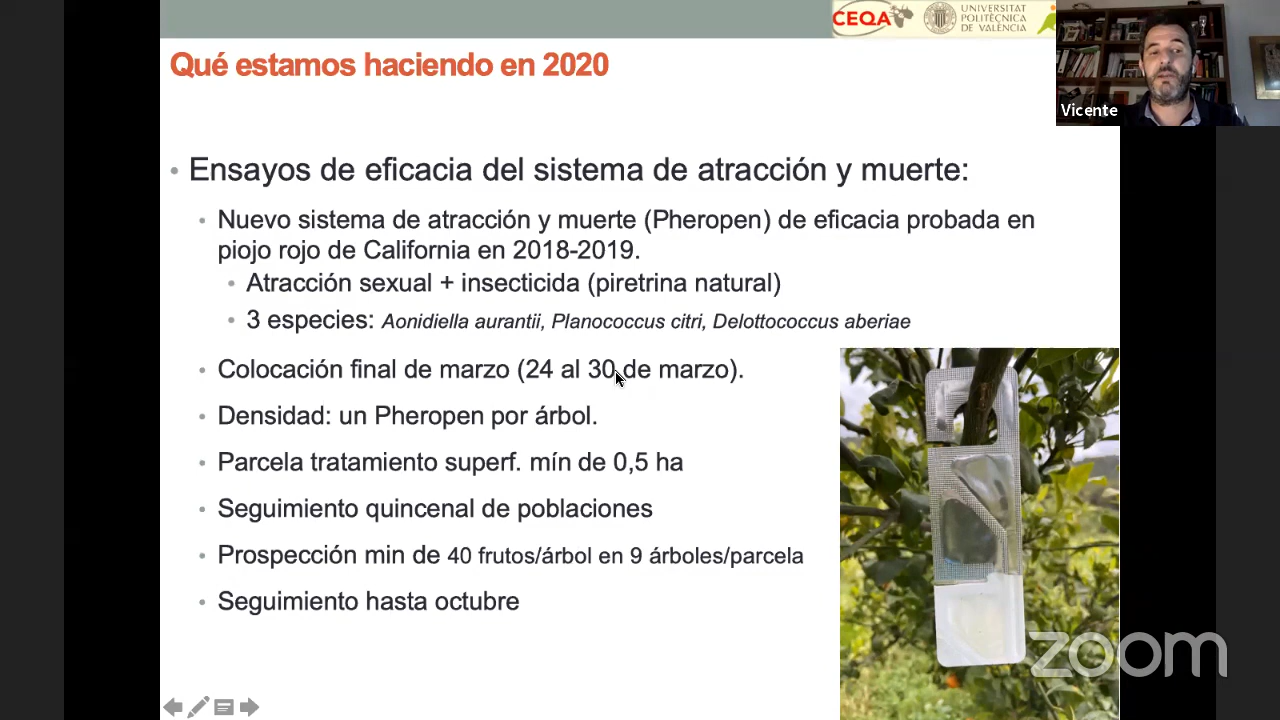 CEQA
UNIVERSITAT
POLITÈCNICA
DE VALÈNCIA
Qué estamos haciendo en 2020
Vicente
• Ensayos de eficacia del sistema de atracción y muerte:
• Nuevo sistema de atracción y muerte (Pheropen) de eficacia probada en
piojo rojo de California en 2018-2019.
• Atracción sexual + insecticida (piretrina natural)
• 3 especies: Aonidiella aurantii, Planococcus citri, Delottococcus aberiae
• Colocación final de marzo (24 al 30 de marzo).
• Densidad: un Pheropen por árbol.
• Parcela tratamiento superf. mín de 0,5 ha
• Seguimiento quincenal de poblaciones
• Prospección min de 40 frutos/árbol en 9 árboles/parcela
• Seguimiento hasta octubre
zoom